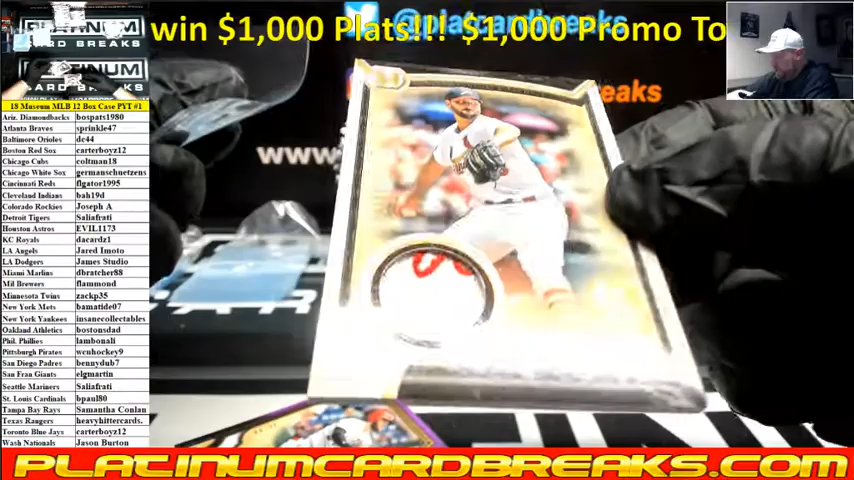 PLATINUM
CARD BREAKS
win $1,000 Plats!!! $1,000 Promo To
@platcardbreaks
18 Museum MLB 12 Box Case PYT #1
Ariz. Diamondbacks bospats1980
Atlanta Braves sprinkle47
Baltimore Orioles dc44
Boston Red Sox carterboyz12
Chicago Cubs coltman18
Chicago White Sox germanschuetzens
Cincinnati Reds flgator1995
Cleveland Indians bah19d
Colorado Rockies Joseph A
Detroit Tigers Saliafrati
Houston Astros EVIL1173
KC Royals dacardz1
LA Angels Jared Imoto
LA Dodgers James Studio
Miami Marlins dbratcher88
Mil Brewers flammond
Minnesota Twins zackp35
New York Mets bamatide07
New York Yankees insanecollectables
Oakland Athletics bostonsdad
Phil. Phillies lambonali
Pittsburgh Pirates wcuhockey9
San Diego Padres bennydub7
San Fran Giants elgmartin
Seattle Mariners Saliafrati
St. Louis Cardinals bpaul80
Tampa Bay Rays Samantha Conlan
Texas Rangers heavyhittercards.
Toronto Blue Jays carterboyz12
Wash Nationals Jason Burton
www
eaks
PLATINUMCARDBREAKS.COM